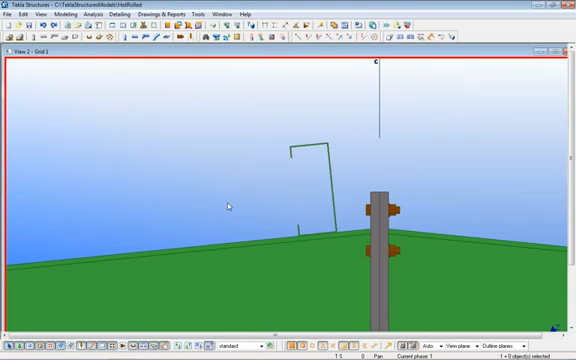 Tekla Structures - C:\TeklaStructuresModels\HotRolled
File Edit View Modeling Analysis Detailing Drawings & Reports Tools Window Help
View 2 - Grid 1
C
standard
Auto
View plane
Outline planes
T S
0
Pan
Current phase: 1
1 + 0 object(s) selected